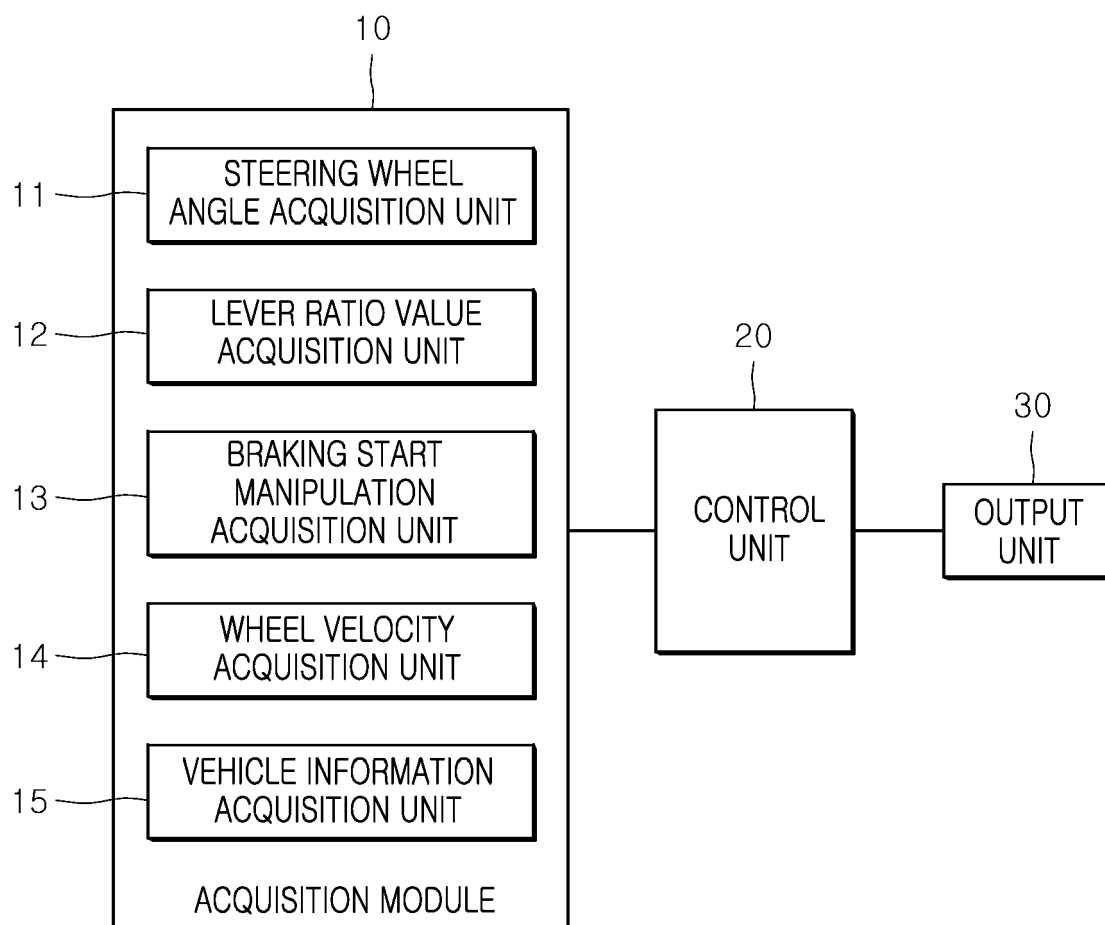 10
11
STEERING WHEEL
ANGLE ACQUISITION UNIT
12
LEVER RATIO VALUE
ACQUISITION UNIT
13
BRAKING START
MANIPULATION
ACQUISITION UNIT
14
WHEEL VELOCITY
ACQUISITION UNIT
15
VEHICLE INFORMATION
ACQUISITION UNIT
ACQUISITION MODULE
20
CONTROL
UNIT
30
OUTPUT
UNIT